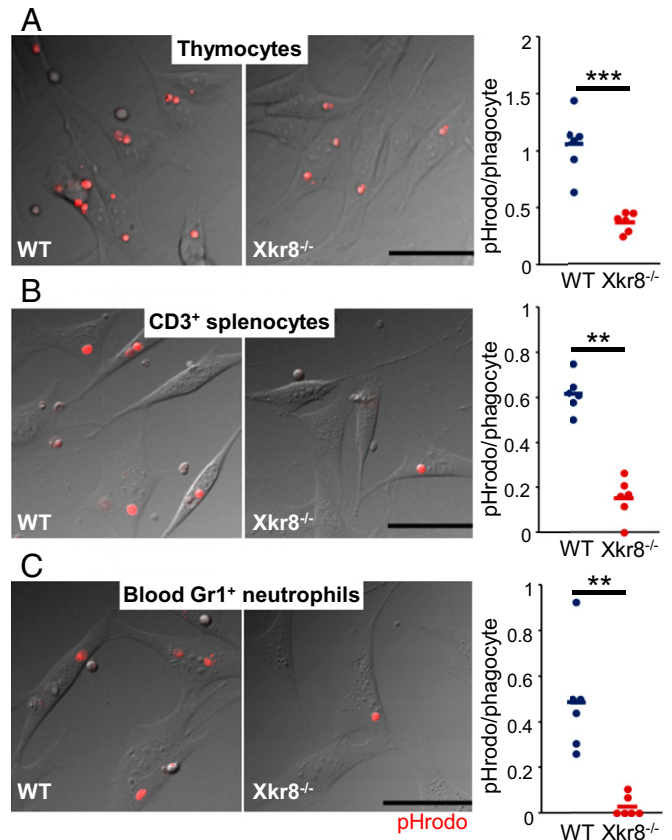 A
Thymocytes
WT
Xkr8-/-
pHrodo/phagocyte
2
1.5
1
0.5
0
***
WT Xkr8-/-
B
CD3+ splenocytes
WT
Xkr8-/-
pHrodo/phagocyte
1
0.8
0.6
0.4
0.2
0
**
WT Xkr8-/-
C
Blood Gr1+ neutrophils
WT
Xkr8-/-
pHrodo
pHrodo/phagocyte
1
0.8
0.6
0.4
0.2
0
**
WT Xkr8-/-